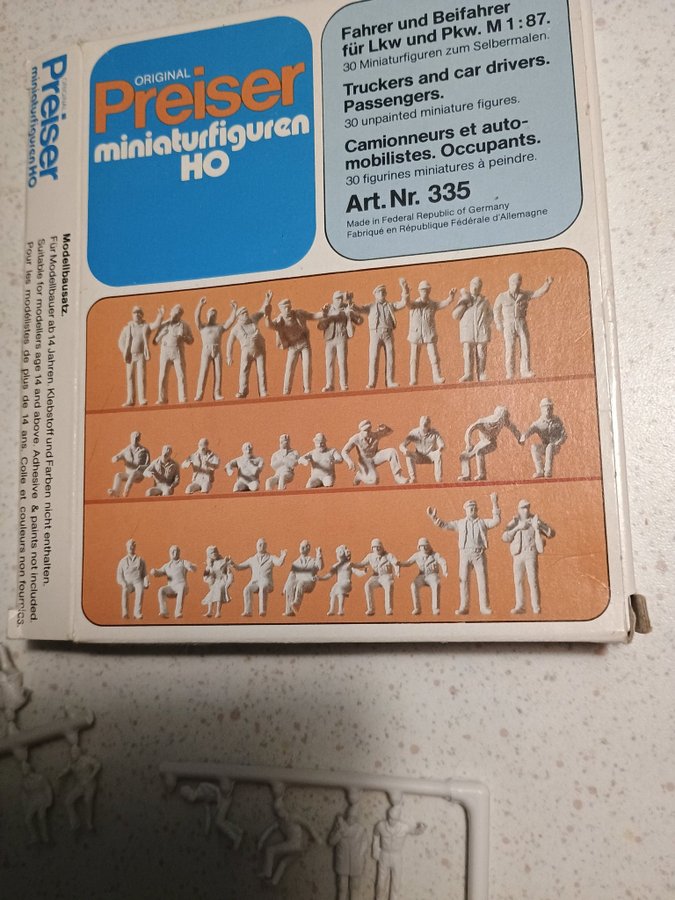 ORIGINAL
Preiser
miniaturfiguren
HO
Fahrer und Beifahrer
für Lkw und Pkw. M 1:87.
30 Miniaturfiguren zum Selbermalen.
Truckers and car drivers.
Passengers.
30 unpainted miniature figures.
Camionneurs et auto-
mobilistes. Occupants.
30 figurines miniatures à peindre.
Art. Nr. 335
Made in Federal Republic of Germany
Fabriqué en République Fédérale d'Allemagne
ORIGINAL
Preiser
miniaturfiguren HO
Modellbausatz.
Für Modellbauer ab 14 Jahren. Klebstoff und Farben nicht enthalten.
Suitable for modellers age 14 and above. Adhesive & paints not included.
Pour les modélistes de plus de 14 ans. Colle et couleurs non fournies.